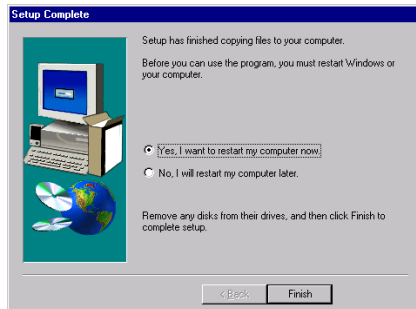 Setup Complete
Setup has finished copying files to your computer.
Before you can use the program, you must restart Windows or
your computer.
Yes, I want to restart my computer now.
No, I will restart my computer later.
Remove any disks from their drives, and then click Finish to
complete setup.
< Back
Finish